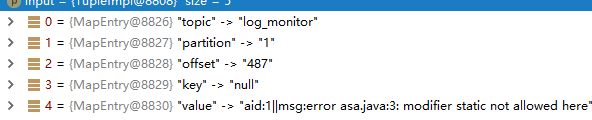 input = {TupleImpl@8808} size = 5
0 = {MapEntry@8826} "topic" -> "log_monitor"
1 = {MapEntry@8827} "partition" -> "1"
2 = {MapEntry@8828} "offset" -> "487"
3 = {MapEntry@8829} "key" -> "null"
4 = {MapEntry@8830} "value" -> "aid:1||msg:error asa.java:3: modifier static not allowed here"